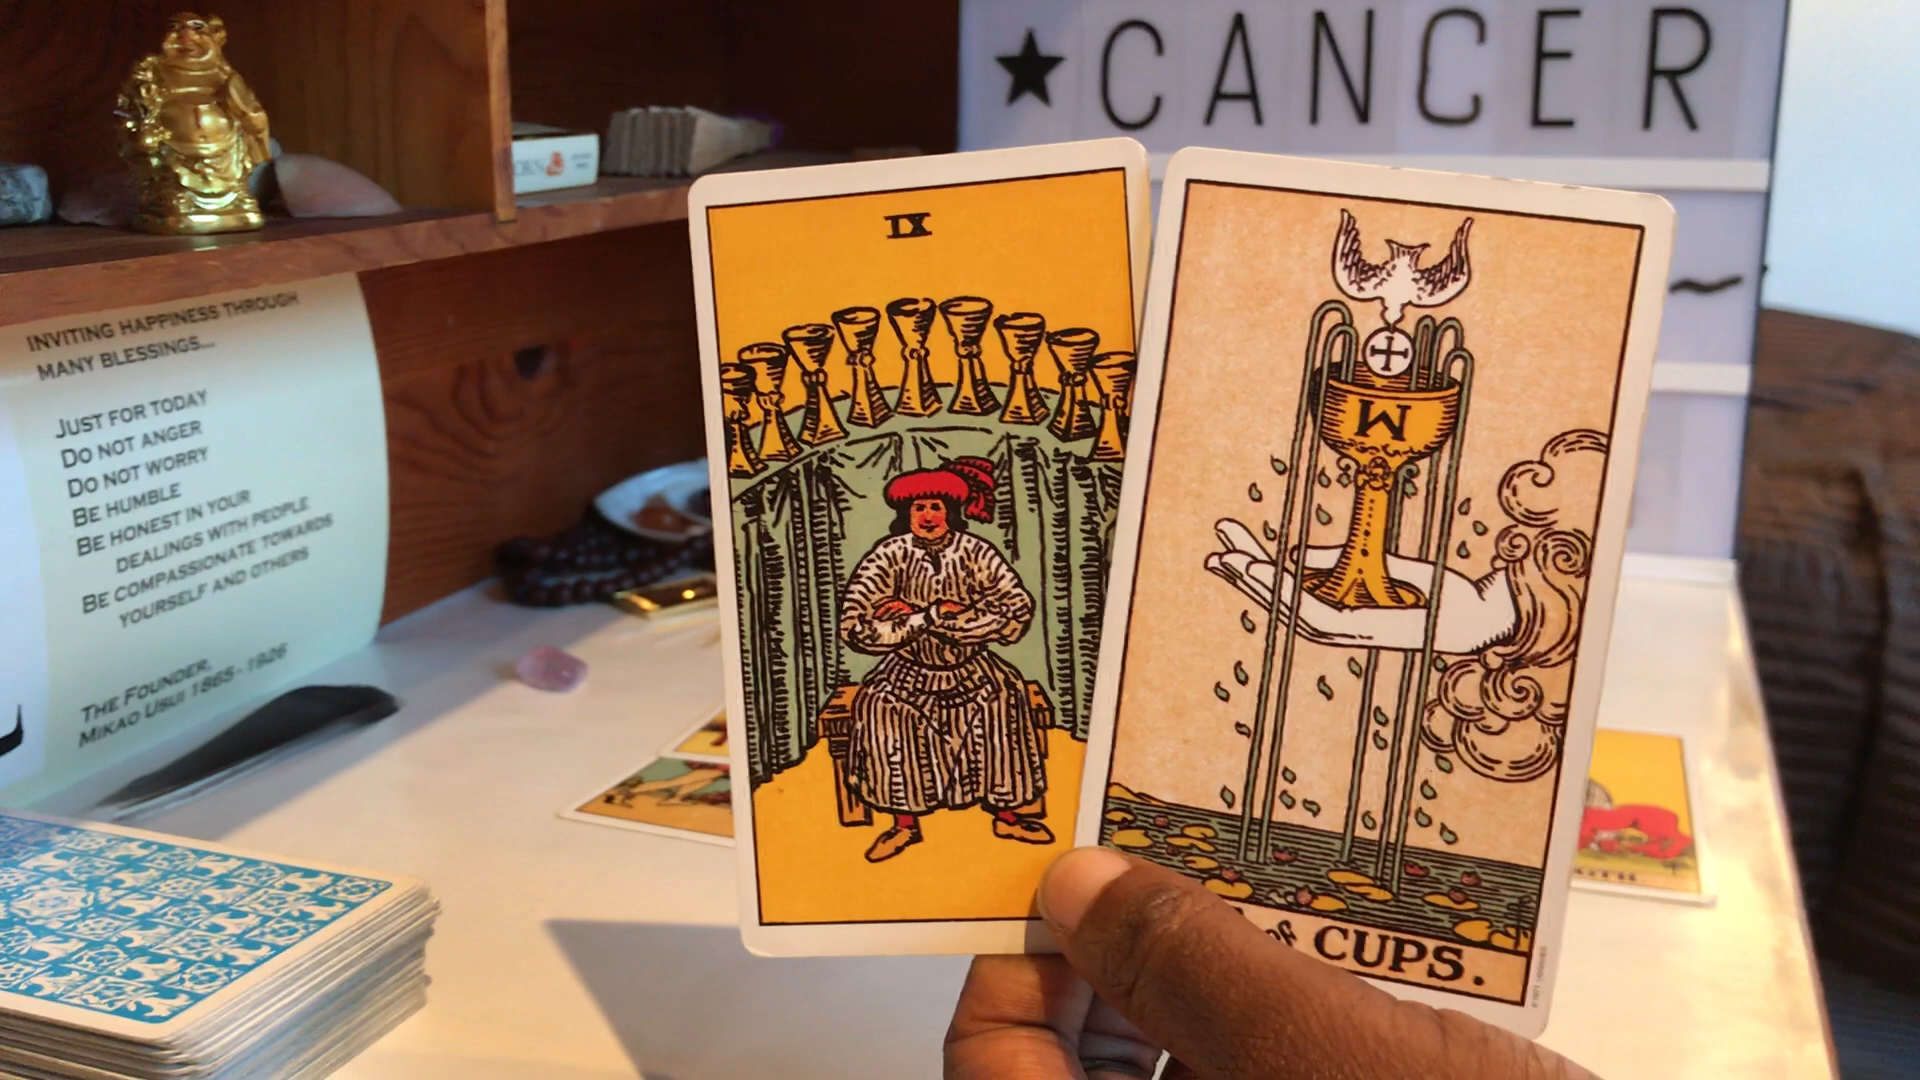 ★CANCER
~
INVITING HAPPINESS THROUGH
MANY BLESSINGS...
JUST FOR TODAY
DO NOT ANGER
DO NOT WORRY
BE HUMBLE
BE HONEST IN YOUR
DEALINGS WITH PEOPLE
BE COMPASSIONATE TOWARDS
YOURSELF AND OTHERS
THE FOUNDER,
MIKAO USUI 1865-1926
IX
W
of CUPS.